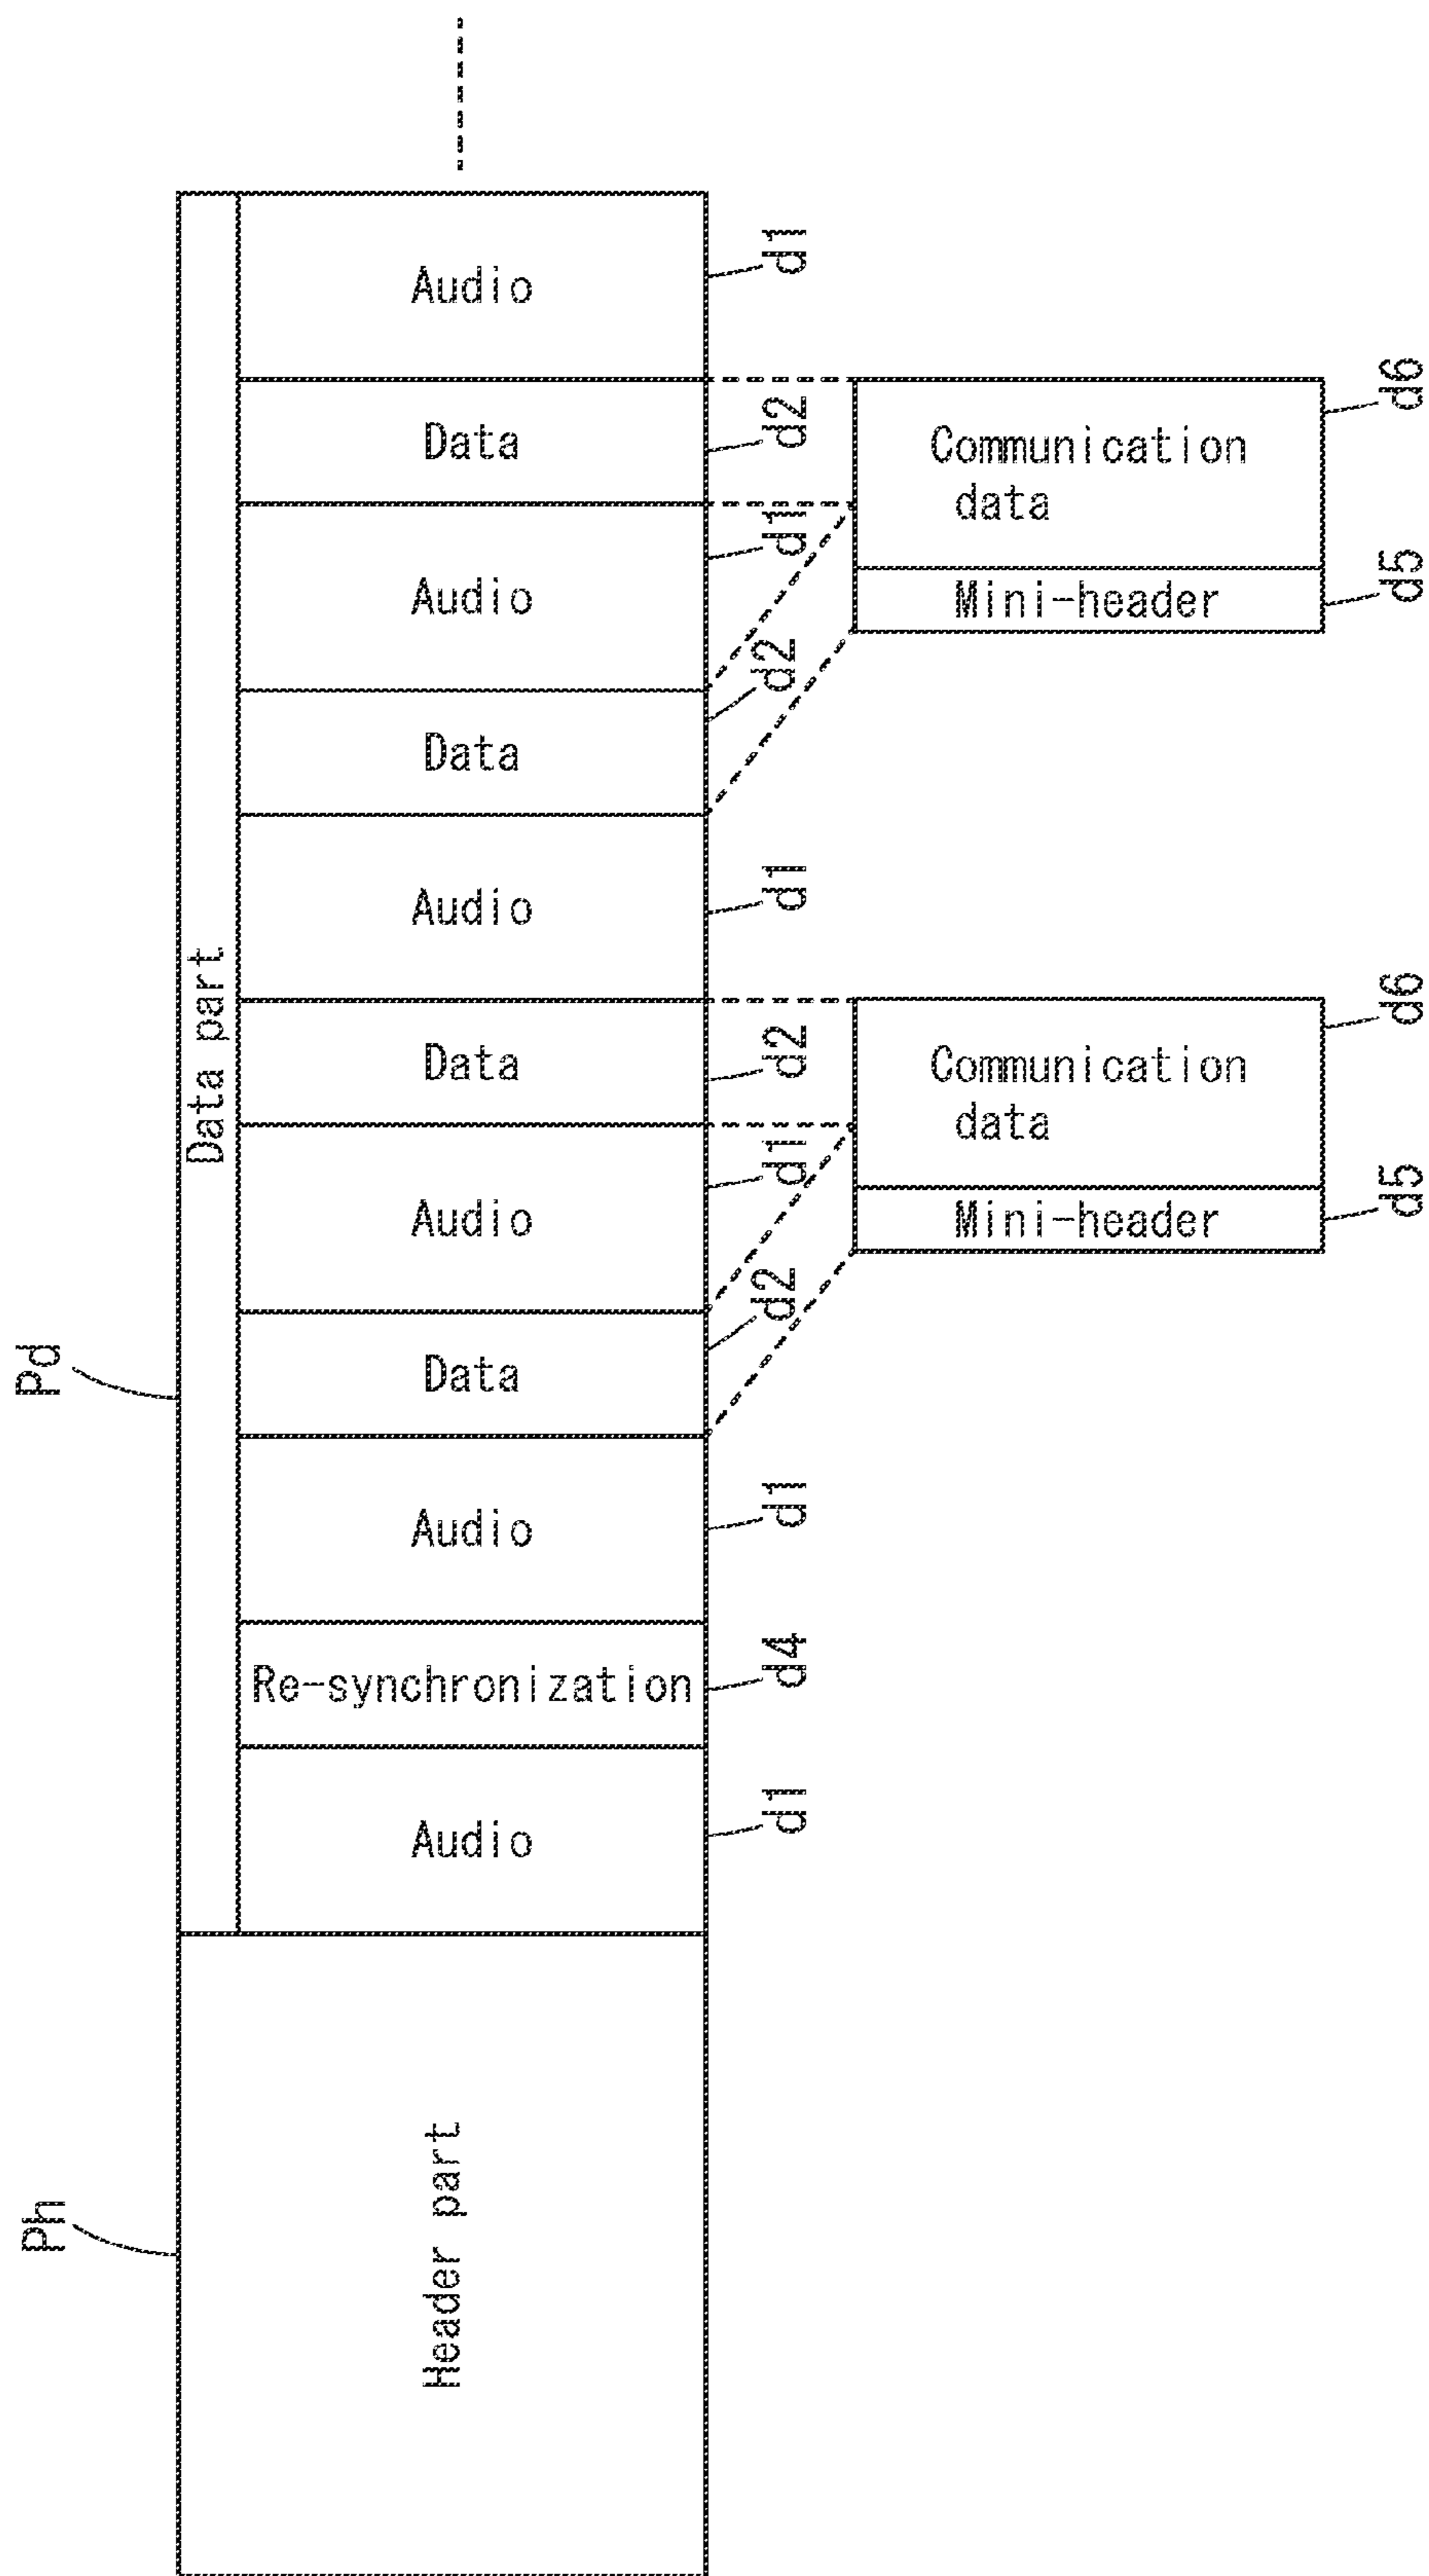 Audio
d1
Data
d2
Communication
data
d6
Audio
d1
Mini-header
d5
Data
d2
Audio
d1
Data part
Data
d2
Communication
data
d6
Audio
d1
Mini-header
d5
Data
d2
Pd
Audio
d1
Re-synchronization
d4
Audio
d1
Ph
Header part